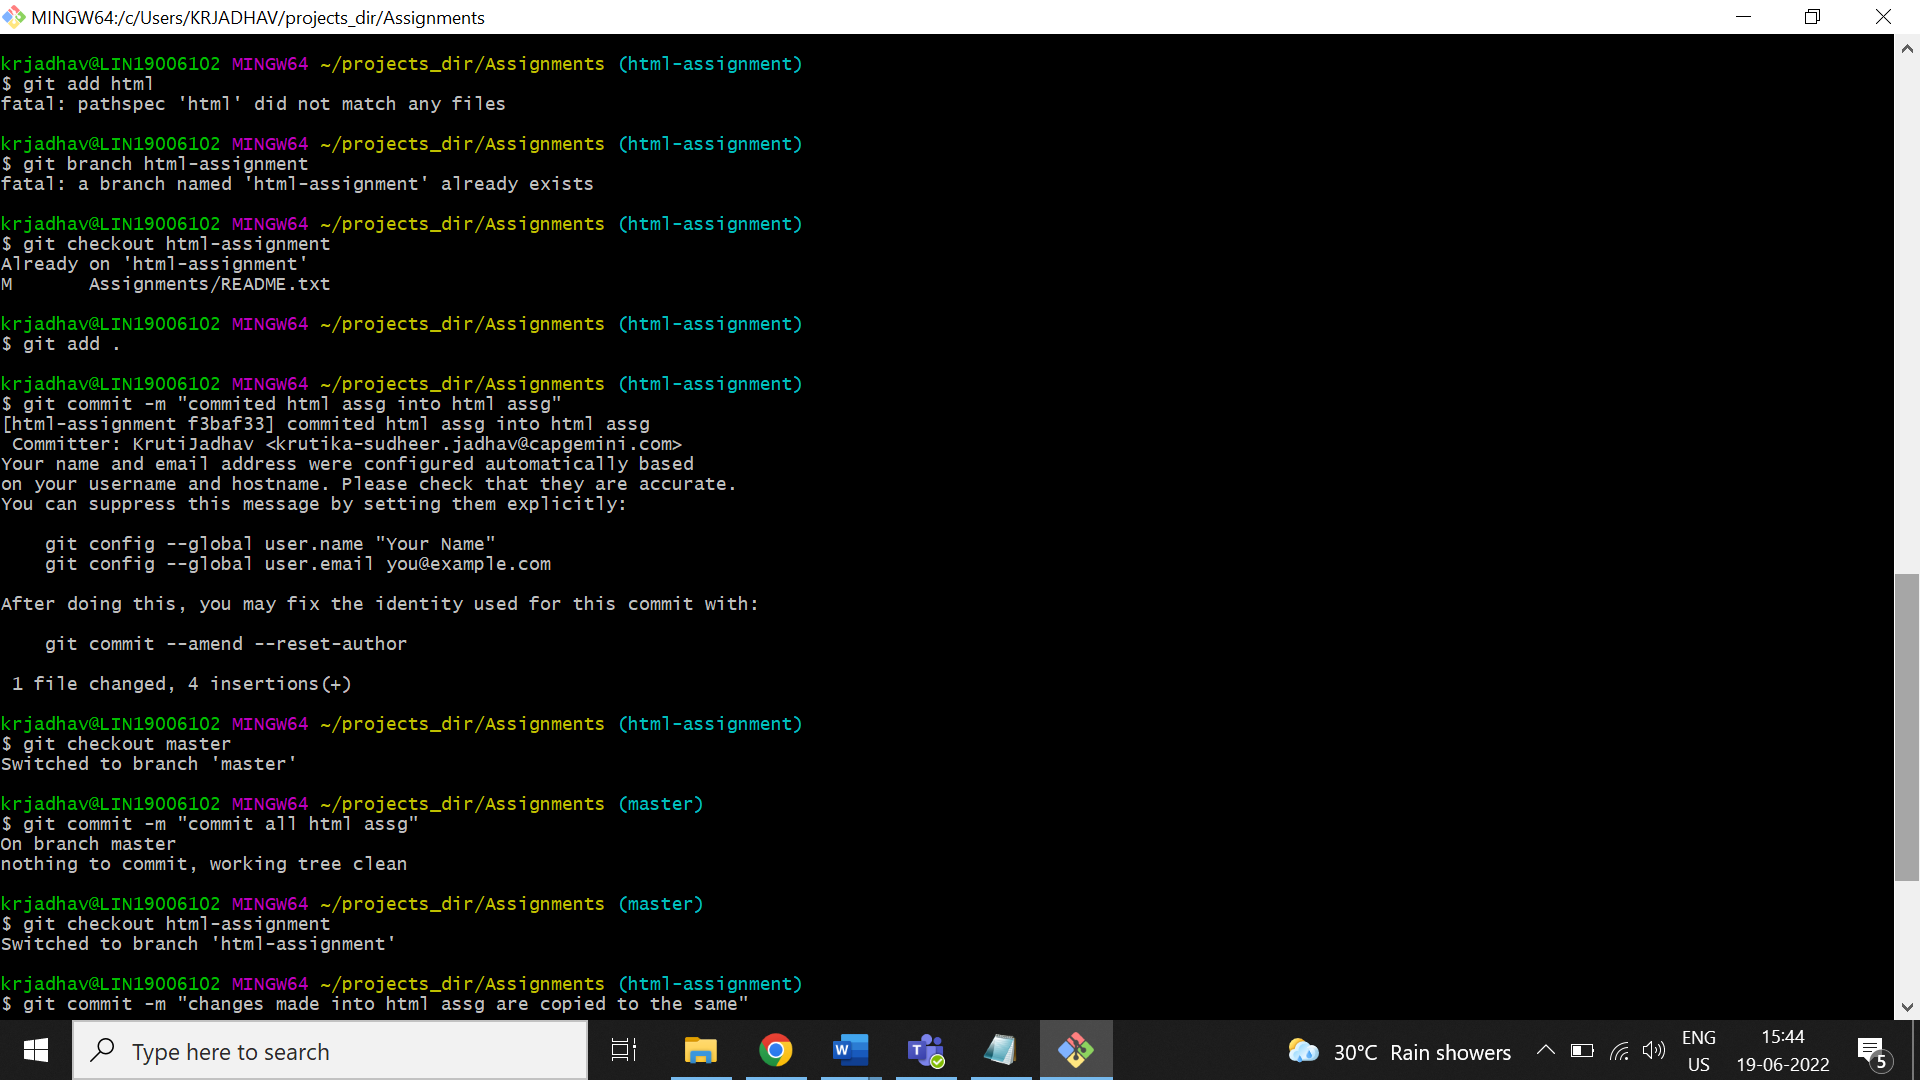 MINGW64:/c/Users/KRJADHAV/projects_dir/Assignments
krjadhav@LIN19006102 MINGW64 ~/projects_dir/Assignments (html-assignment)
$ git add html
fatal: pathspec 'html' did not match any files
krjadhav@LIN19006102 MINGW64 ~/projects_dir/Assignments (html-assignment)
$ git branch html-assignment
fatal: a branch named 'html-assignment' already exists
krjadhav@LIN19006102 MINGW64 ~/projects_dir/Assignments (html-assignment)
$ git checkout html-assignment
Already on 'html-assignment'
M       Assignments/README.txt
krjadhav@LIN19006102 MINGW64 ~/projects_dir/Assignments (html-assignment)
$ git add .
krjadhav@LIN19006102 MINGW64 ~/projects_dir/Assignments (html-assignment)
$ git commit -m "commited html assg into html assg"
[html-assignment f3baf33] commited html assg into html assg
 Committer: KrutiJadhav <krutika-sudheer.jadhav@capgemini.com>
Your name and email address were configured automatically based
on your username and hostname. Please check that they are accurate.
You can suppress this message by setting them explicitly:
    git config --global user.name "Your Name"
    git config --global user.email you@example.com
After doing this, you may fix the identity used for this commit with:
    git commit --amend --reset-author
 1 file changed, 4 insertions(+)
krjadhav@LIN19006102 MINGW64 ~/projects_dir/Assignments (html-assignment)
$ git checkout master
Switched to branch 'master'
krjadhav@LIN19006102 MINGW64 ~/projects_dir/Assignments (master)
$ git commit -m "commit all html assg"
On branch master
nothing to commit, working tree clean
krjadhav@LIN19006102 MINGW64 ~/projects_dir/Assignments (master)
$ git checkout html-assignment
Switched to branch 'html-assignment'
krjadhav@LIN19006102 MINGW64 ~/projects_dir/Assignments (html-assignment)
$ git commit -m "changes made into html assg are copied to the same"
Type here to search
30°C Rain showers
ENG
US
15:44
19-06-2022
5